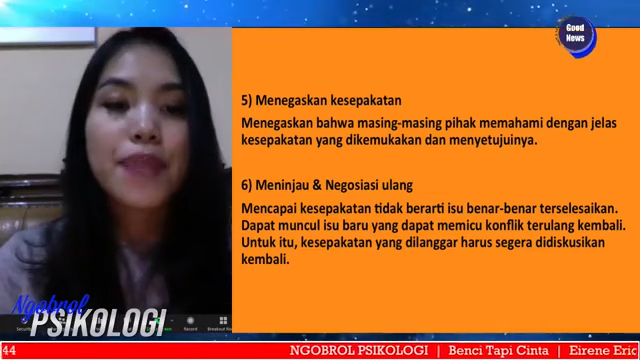 Good
News
5) Menegaskan kesepakatan
Menegaskan bahwa masing-masing pihak memahami dengan jelas
kesepakatan yang dikemukakan dan menyetujuinya.
6) Meninjau & Negosiasi ulang
Mencapai kesepakatan tidak berarti isu benar-benar terselesaikan.
Dapat muncul isu baru yang dapat memicu konflik terulang kembali.
Untuk itu, kesepakatan yang dilanggar harus segera didiskusikan
kembali.
Ngobrol
PSIKOLOGI
Record
44 NGOBROL PSIKOLOGI | Benci Tapi Cinta | Eirene Eric